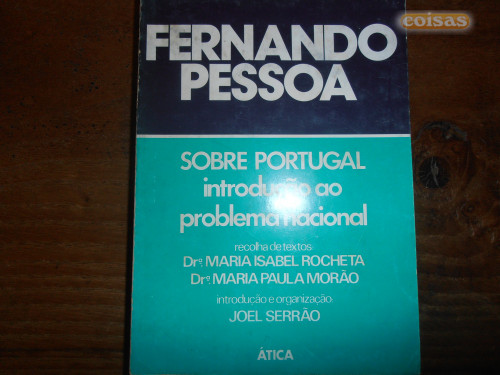 coisas
FERNANDO
PESSOA
SOBRE PORTUGAL
introdução ao
problema nacional
recolha de textos:
Drª MARIA ISABEL ROCHETA
Drª MARIA PAULA MORÃO
introdução e organização:
JOEL SERRÃO
ÁTICA